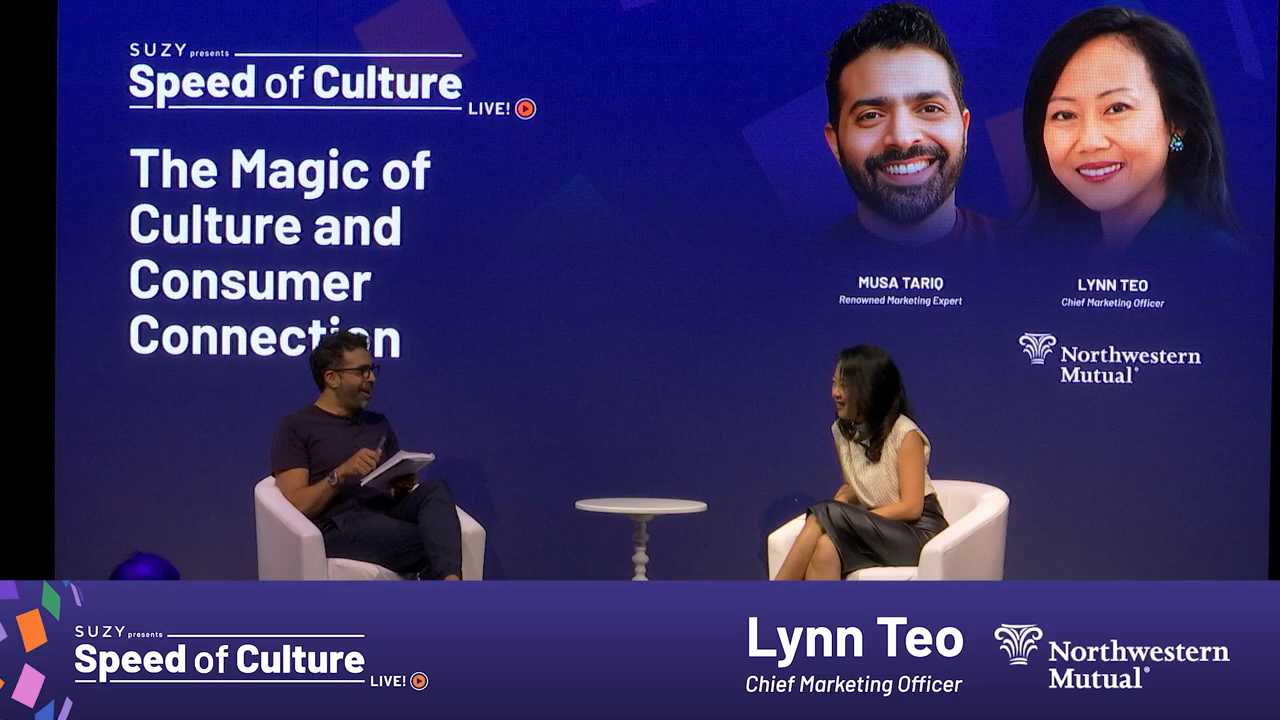 SUZY presents
Speed of Culture
LIVE!
The Magic of
Culture and
Consumer
Connection
MUSA TARIQ
Renowned Marketing Expert
LYNN TEO
Chief Marketing Officer
Northwestern
Mutual®
SUZY presents
Speed of Culture
LIVE!
Lynn Teo
Chief Marketing Officer
Northwestern
Mutual®